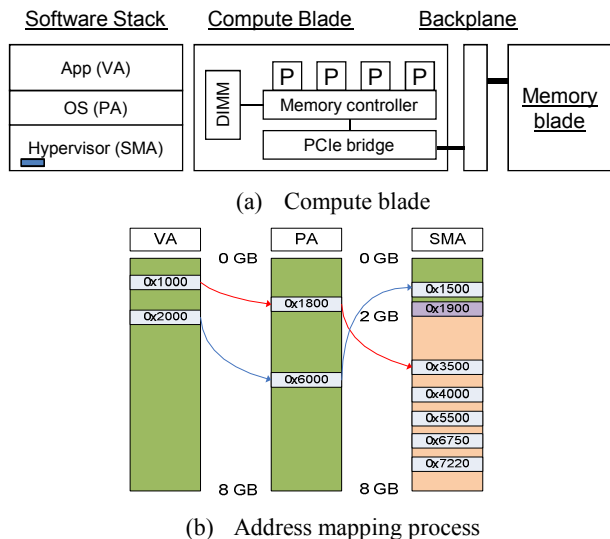 Software Stack Compute Blade Backplane
App (VA)
OS (PA)
Hypervisor (SMA)
DIMM
P P P P
Memory controller
PCIe bridge
Memory
blade
(a) Compute blade
VA PA SMA
0 GB 0 GB
0x1000
0x2000
0x1800
0x6000
2 GB
0x1500
0x1900
0x3500
0x4000
0x5500
0x6750
0x7220
8 GB 8 GB
(b) Address mapping process